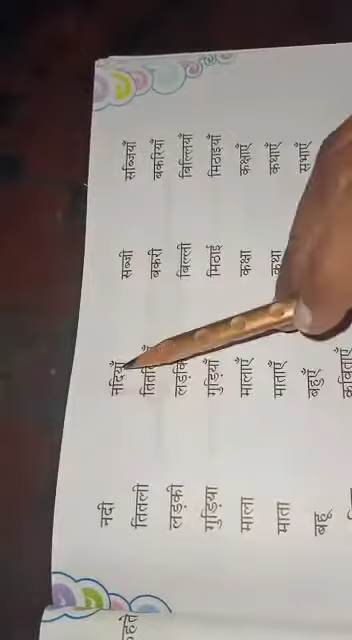 नदी नदियाँ सब्जी सब्जियाँ
तितली बकरी बकरियाँ
लड़की बिल्ली बिल्लियाँ
गुड़िया गुड़ियाँ मिठाई मिठाइयाँ
माला मालाएँ कक्षा कक्षाएँ
माता माताएँ कथा कथाएँ
बहू बहुएँ सभाएँ
कविताएँ